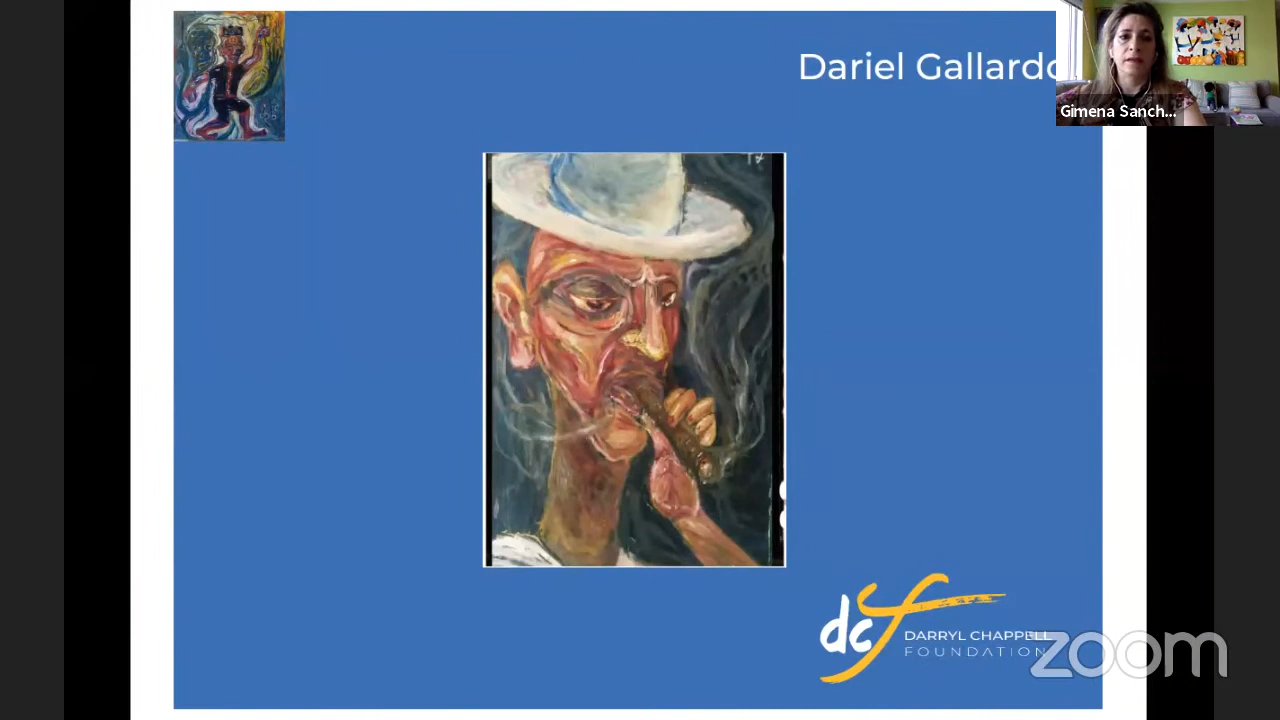 Dariel Gallardo
Gimena Sanch...
dcf
DARRYL CHAPPELL
FOUNDATION
zoom